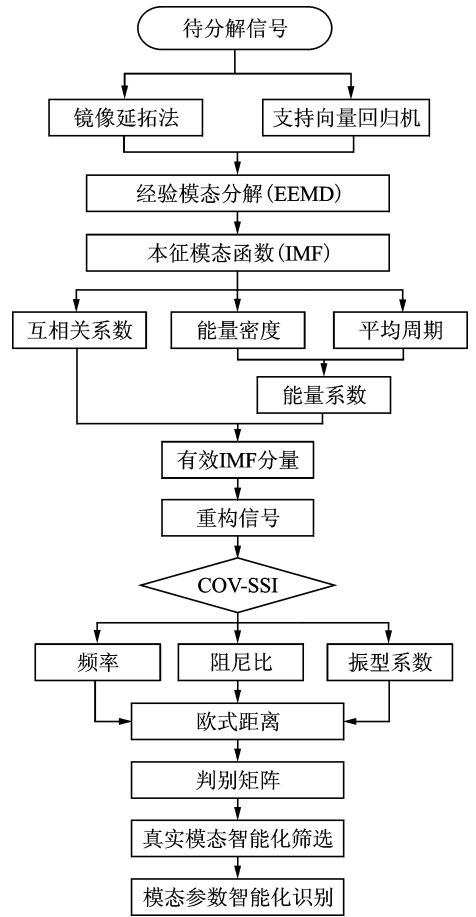 待分解信号
镜像延拓法
支持向量回归机
经验模态分解(EEMD)
本征模态函数(IMF)
互相关系数
能量密度
平均周期
能量系数
有效IMF分量
重构信号
COV-SSI
频率
阻尼比
振型系数
欧式距离
判别矩阵
真实模态智能化筛选
模态参数智能化识别